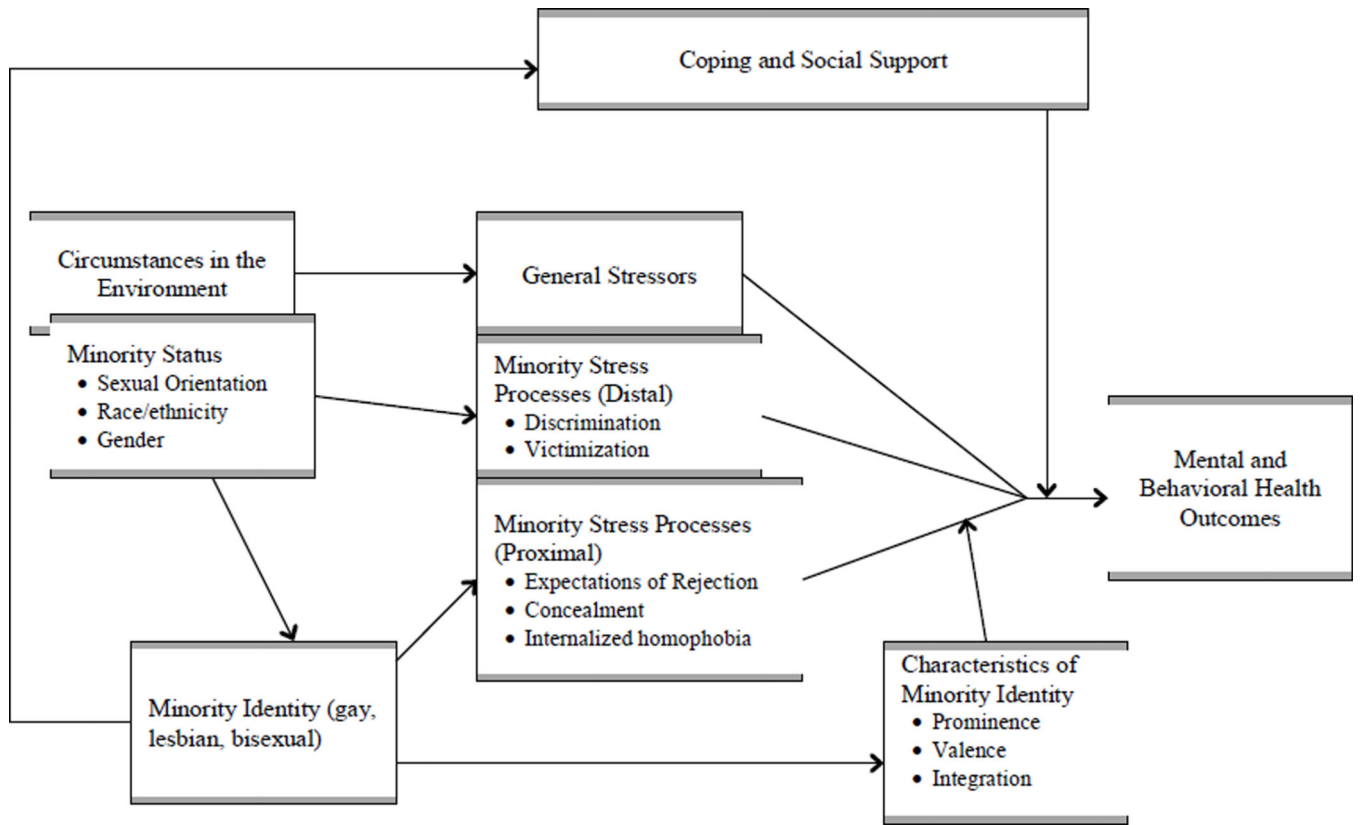 Coping and Social Support
Circumstances in the
Environment
General Stressors
Minority Status
• Sexual Orientation
• Race/ethnicity
• Gender
Minority Stress
Processes (Distal)
• Discrimination
• Victimization
Mental and
Behavioral Health
Outcomes
Minority Stress Processes
(Proximal)
• Expectations of Rejection
• Concealment
• Internalized homophobia
Minority Identity (gay,
lesbian, bisexual)
Characteristics of
Minority Identity
• Prominence
• Valence
• Integration